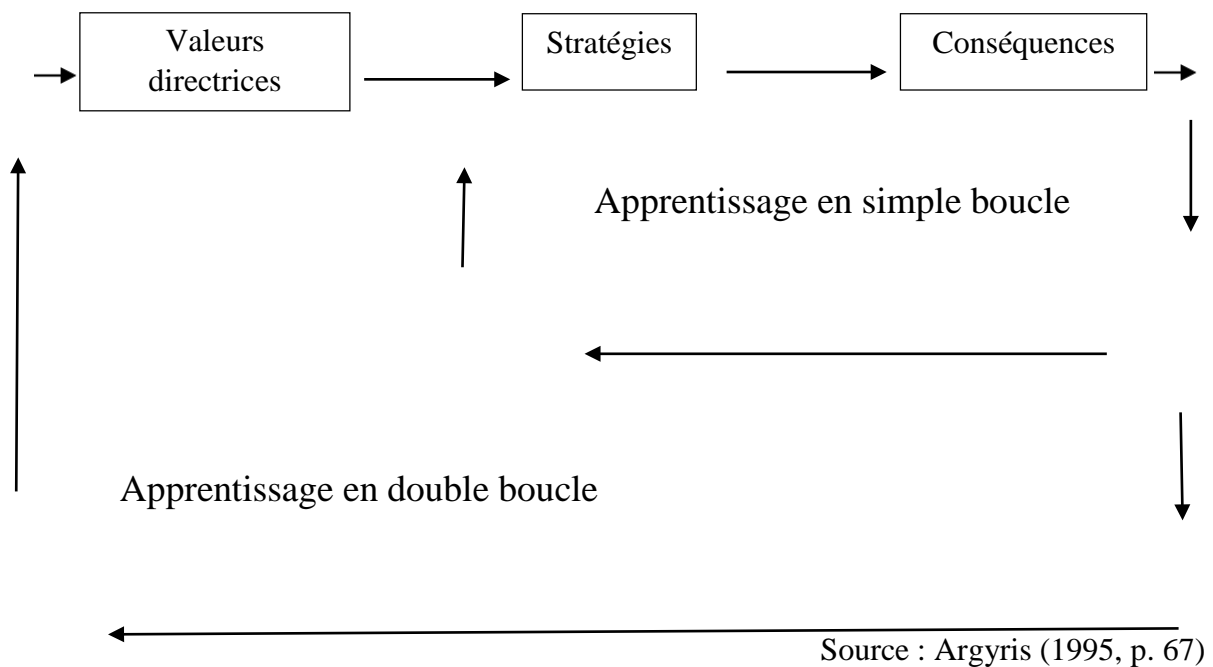 Valeurs
directrices
Stratégies
Conséquences
Apprentissage en simple boucle
Apprentissage en double boucle
Source : Argyris (1995, p. 67)